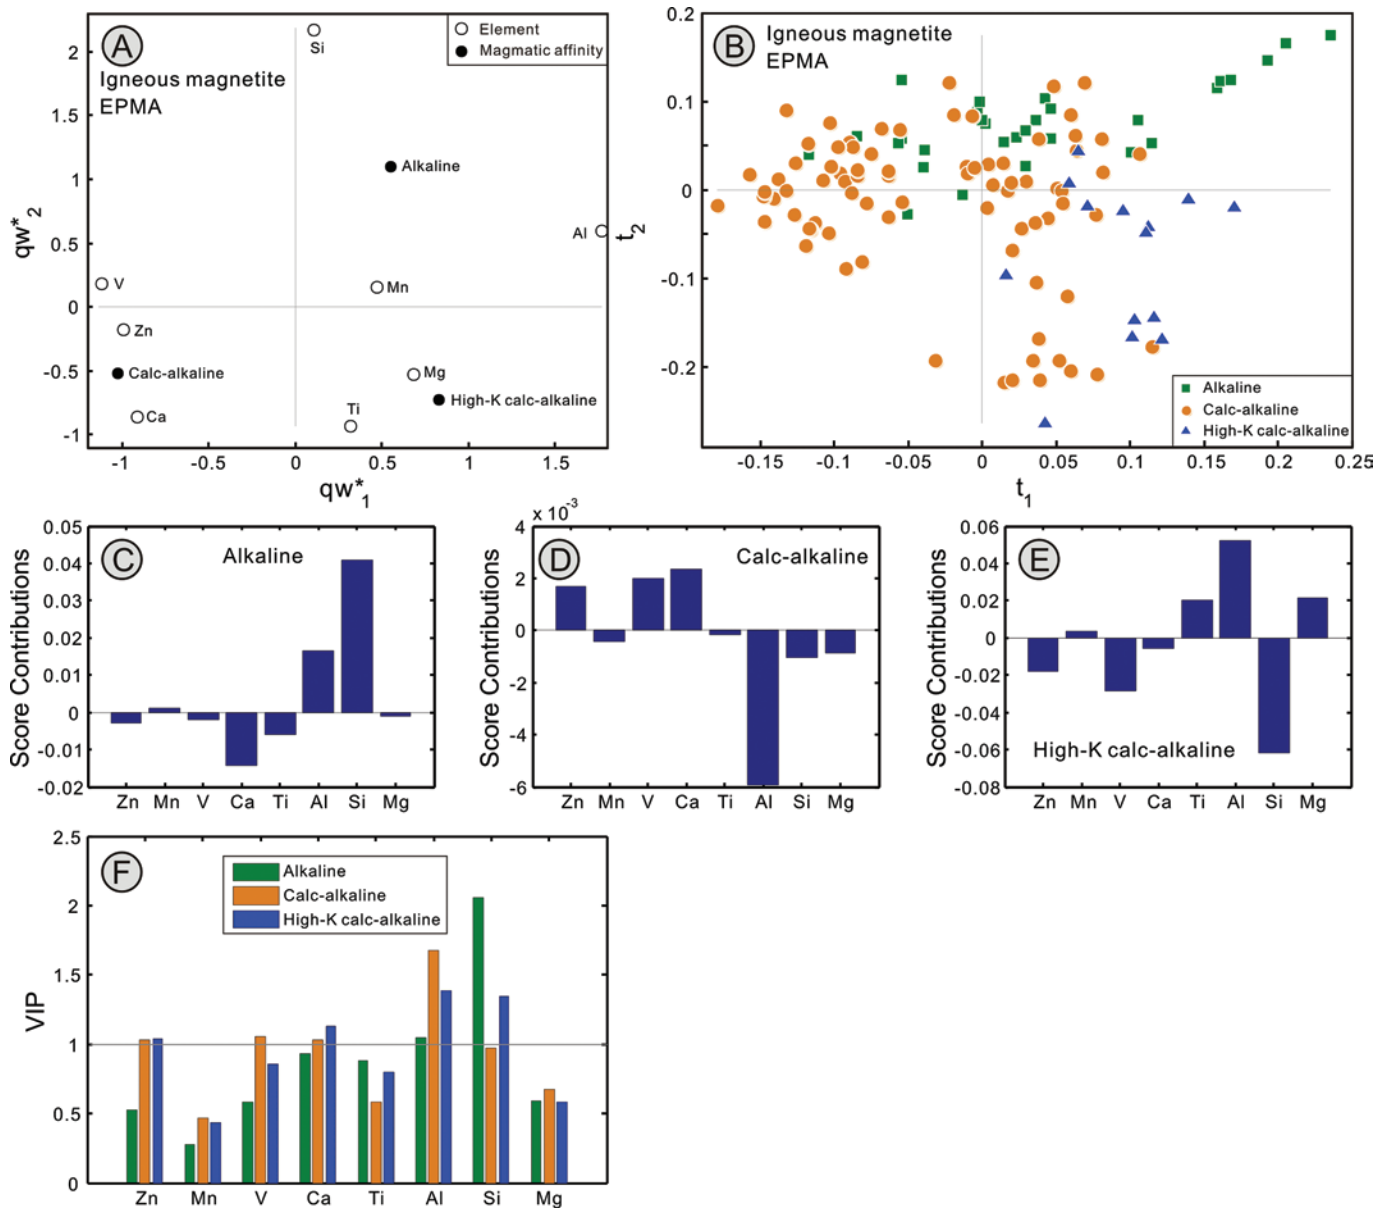 A
Igneous magnetite
EPMA
Element
Magmatic affinity
Si
Alkaline
Al
Mn
V
Zn
Calc-alkaline
Ca
Mg
High-K calc-alkaline
Ti
2
1.5
1
0.5
0
-0.5
-1
qw*2
-1 -0.5 0 0.5 1 1.5
qw*1
B
Igneous magnetite
EPMA
0.2
0.1
0
-0.1
-0.2
t2
Alkaline
Calc-alkaline
High-K calc-alkaline
-0.15 -0.1 -0.05 0 0.05 0.1 0.15 0.2 0.25
t1
C
Alkaline
Score Contributions
0.05
0.04
0.03
0.02
0.01
0
-0.01
-0.02
Zn Mn V Ca Ti Al Si Mg
x 10-3
D
Calc-alkaline
Score Contributions
4
2
0
-2
-4
-6
Zn Mn V Ca Ti Al Si Mg
E
High-K calc-alkaline
Score Contributions
0.06
0.04
0.02
0
-0.02
-0.04
-0.06
-0.08
Zn Mn V Ca Ti Al Si Mg
F
Alkaline
Calc-alkaline
High-K calc-alkaline
VIP
2.5
2
1.5
1
0.5
0
Zn Mn V Ca Ti Al Si Mg